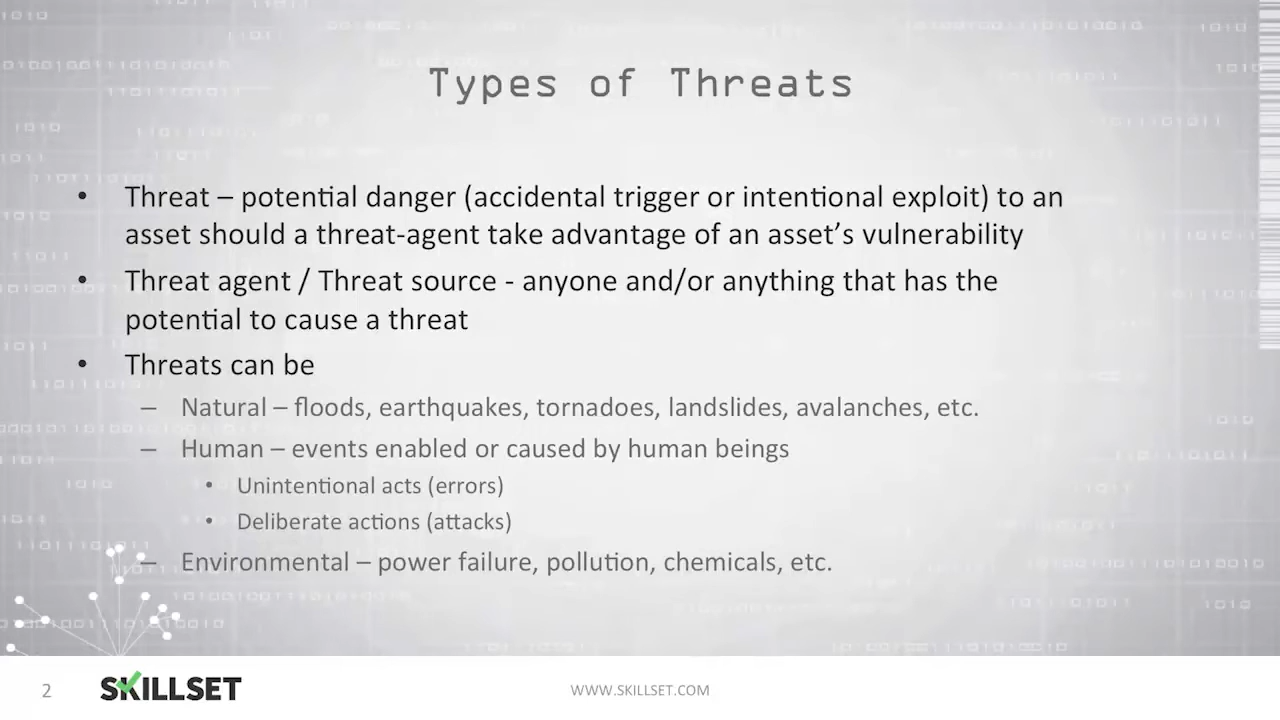 Types of Threats
• Threat – potential danger (accidental trigger or intentional exploit) to an
asset should a threat-agent take advantage of an asset's vulnerability
• Threat agent / Threat source - anyone and/or anything that has the
potential to cause a threat
• Threats can be
– Natural – floods, earthquakes, tornadoes, landslides, avalanches, etc.
– Human – events enabled or caused by human beings
• Unintentional acts (errors)
• Deliberate actions (attacks)
– Environmental – power failure, pollution, chemicals, etc.
2
SKILLSET
WWW.SKILLSET.COM